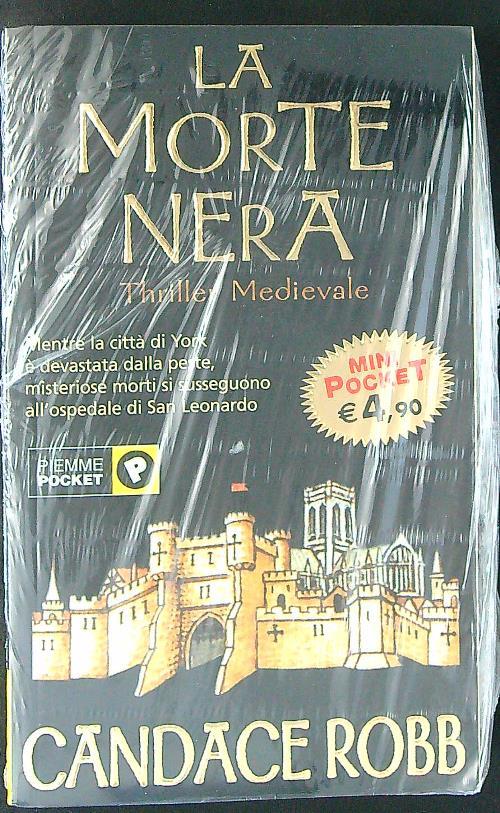 LA
MORTE
NERA
Thriller Medievale
Mentre la città di York
è devastata dalla peste,
misteriose morti si susseguono
all'ospedale di San Leonardo
MINI
POCKET
€ 4,90
PIEMME
POCKET
P
CANDACE ROBB